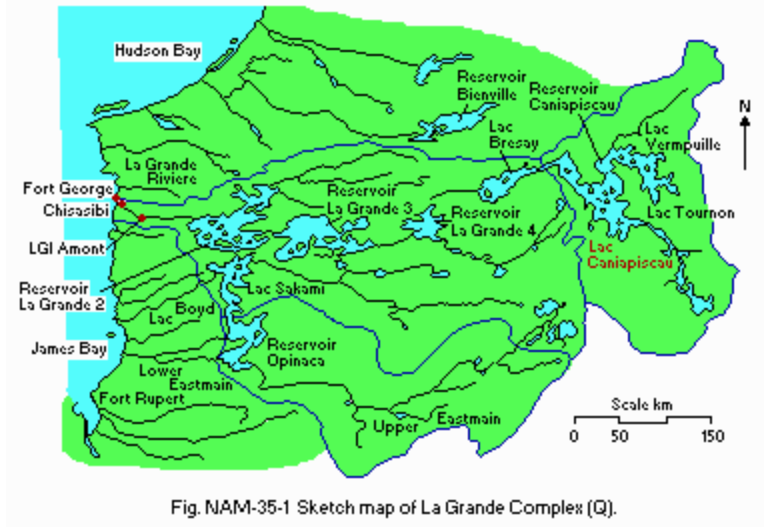 Hudson Bay
Reservoir
Bienville
Reservoir
Caniapiscau
N
Lac
Bresay
Lac
Vermpuille
La Grande
Riviere
Fort George
Chisasibi
Reservoir
La Grande 3
Reservoir
La Grande 4
Lac Tournon
LGI Amont
Lac
Caniapiscau
Reservoir
La Grande 2
Lac Sakami
Boyd
Lac
James Bay
Reservoir
Opinaca
Lower
Eastmain
Fort Rupert
Upper Eastmain
Scale km
0 50 150
Fig. NAM-35-1 Sketch map of La Grande Complex (Q).